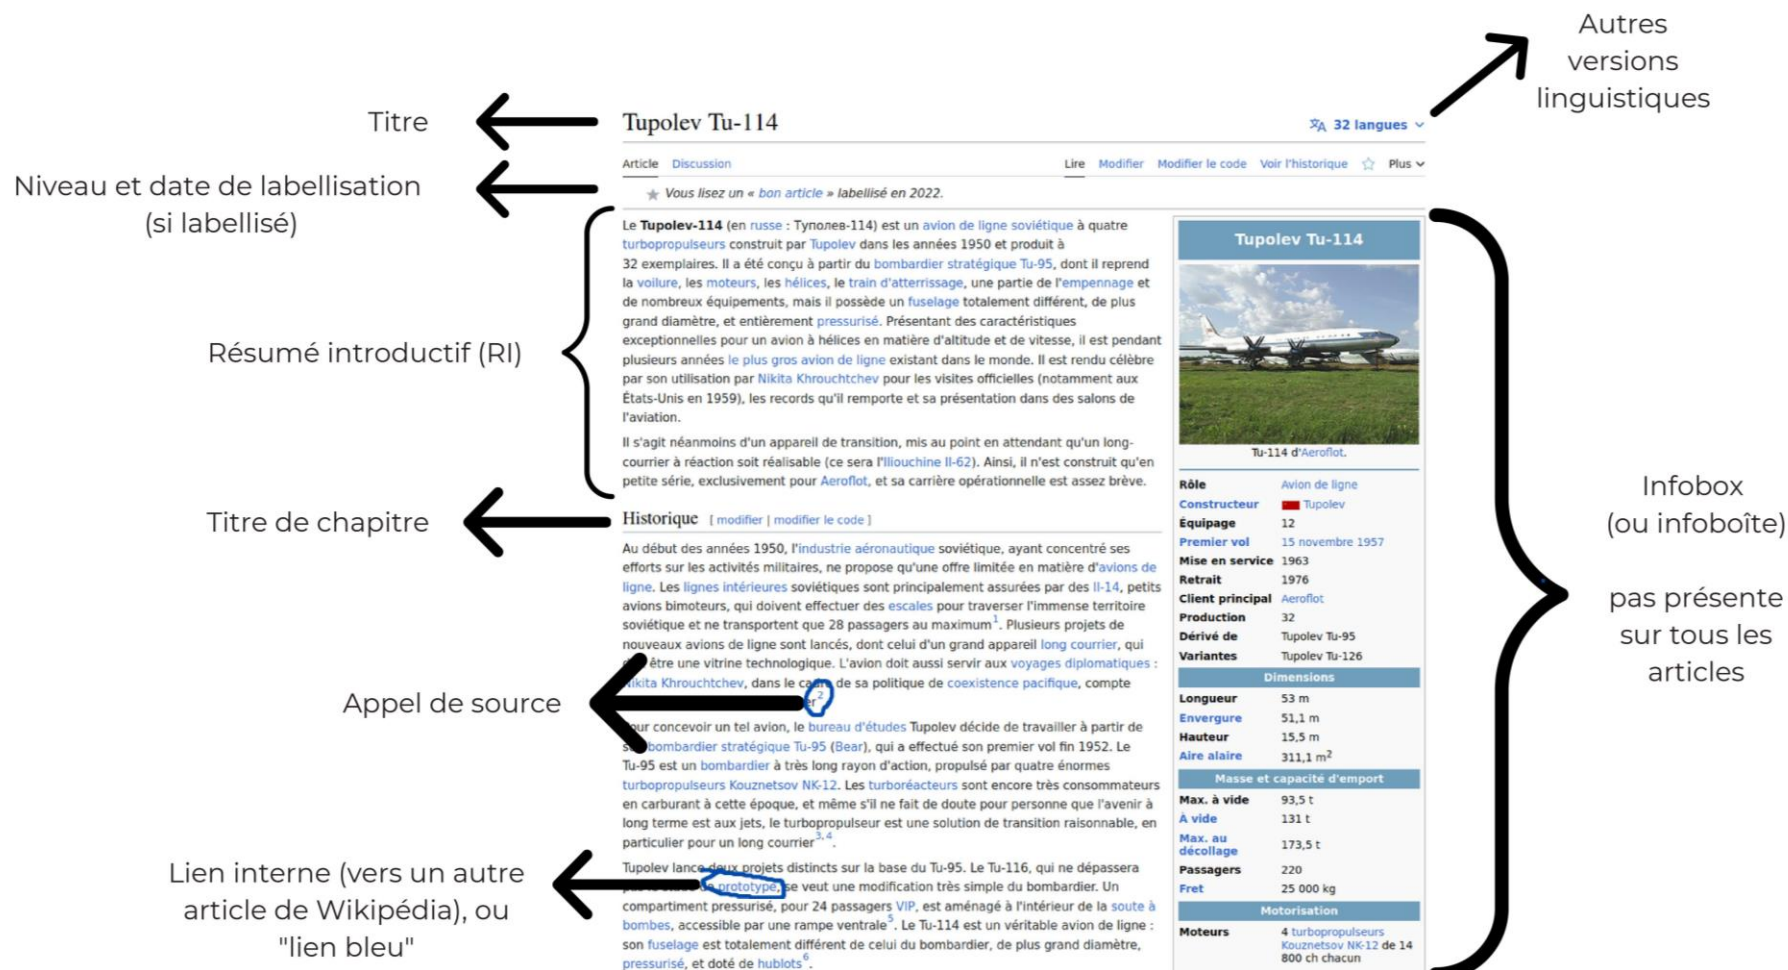 Autres
versions
linguistiques
Titre
Tupolev Tu-114
32 langues
Article Discussion
Lire Modifier Modifier le code Voir l'historique Plus
Niveau et date de labellisation
(si labellisé)
Vous lisez un « bon article » labellisé en 2022.
Résumé introductif (RI)
Le Tupolev-114 (en russe : Туполев-114) est un avion de ligne soviétique à quatre
turbopropulseurs construit par Tupolev dans les années 1950 et produit à
32 exemplaires. Il a été conçu à partir du bombardier stratégique Tu-95, dont il reprend
la voilure, les moteurs, les hélices, le train d'atterrissage, une partie de l'empennage et
de nombreux équipements, mais il possède un fuselage totalement différent, de plus
grand diamètre, et entièrement pressurisé. Présentant des caractéristiques
exceptionnelles pour un avion à hélices en matière d'altitude et de vitesse, il est pendant
plusieurs années le plus gros avion de ligne existant dans le monde. Il est rendu célèbre
par son utilisation par Nikita Khrouchtchev pour les visites officielles (notamment aux
États-Unis en 1959), les records qu'il remporte et sa présentation dans des salons de
l'aviation.
Il s'agit néanmoins d'un appareil de transition, mis au point en attendant qu'un long-
courrier à réaction soit réalisable (ce sera l'Iliouchine Il-62). Ainsi, il n'est construit qu'en
petite série, exclusivement pour Aeroflot, et sa carrière opérationnelle est assez brève.
Titre de chapitre
Historique [ modifier | modifier le code ]
Au début des années 1950, l'industrie aéronautique soviétique, ayant concentré ses
efforts sur les activités militaires, ne propose qu'une offre limitée en matière d'avions de
ligne. Les lignes intérieures soviétiques sont principalement assurées par des Il-14, petits
avions bimoteurs, qui doivent effectuer des escales pour traverser l'immense territoire
soviétique et ne transportent que 28 passagers au maximum1. Plusieurs projets de
nouveaux avions de ligne sont lancés, dont celui d'un grand appareil long courrier, qui
être une vitrine technologique. L'avion doit aussi servir aux voyages diplomatiques :
Nikita Khrouchtchev, dans le cadre de sa politique de coexistence pacifique, compte
er2
Appel de source
Pour concevoir un tel avion, le bureau d'études Tupolev décide de travailler à partir de
bombardier stratégique Tu-95 (Bear), qui a effectué son premier vol fin 1952. Le
Tu-95 est un bombardier à très long rayon d'action, propulsé par quatre énormes
turbopropulseurs Kouznetsov NK-12. Les turboréacteurs sont encore très consommateurs
en carburant à cette époque, et même s'il ne fait de doute pour personne que l'avenir à
long terme est aux jets, le turbopropulseur est une solution de transition raisonnable, en
particulier pour un long courrier3, 4.
Lien interne (vers un autre
article de Wikipédia), ou
"lien bleu"
Tupolev lance deux projets distincts sur la base du Tu-95. Le Tu-116, qui ne dépassera
prototype, se veut une modification très simple du bombardier. Un
compartiment pressurisé, pour 24 passagers VIP, est aménagé à l'intérieur de la soute à
bombes, accessible par une rampe ventrale5. Le Tu-114 est un véritable avion de ligne :
son fuselage est totalement différent de celui du bombardier, de plus grand diamètre,
pressurisé, et doté de hublots6.
Tupolev Tu-114
Tu-114 d'Aeroflot.
Rôle Avion de ligne
Constructeur Tupolev
Équipage 12
Premier vol 15 novembre 1957
Mise en service 1963
Retrait 1976
Client principal Aeroflot
Production 32
Dérivé de Tupolev Tu-95
Variantes Tupolev Tu-126
Dimensions
Longueur 53 m
Envergure 51,1 m
Hauteur 15,5 m
Aire alaire 311,1 m2
Masse et capacité d'emport
Max. à vide 93,5 t
À vide 131 t
Max. au
décollage 173,5 t
Passagers 220
Fret 25 000 kg
Motorisation
Moteurs 4 turbopropulseurs
Kouznetsov NK-12 de 14
800 ch chacun
Infobox
(ou infoboîte)
pas présente
sur tous les
articles